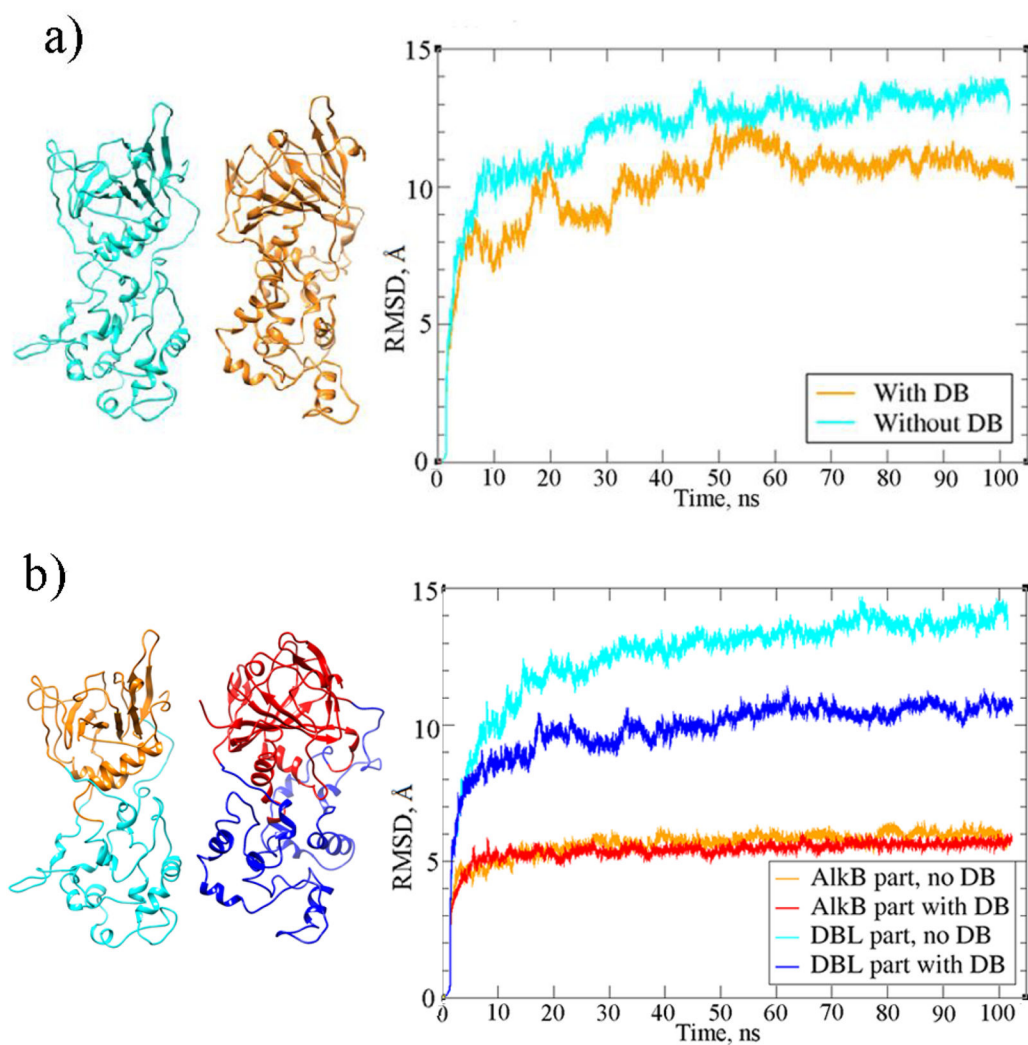 a)
15
10
5
0
RMSD, Å
With DB
Without DB
0 10 20 30 40 50 60 70 80 90 100
Time, ns
b)
15
10
5
0
RMSD, Å
AlkB part, no DB
AlkB part with DB
DBL part, no DB
DBL part with DB
0 10 20 30 40 50 60 70 80 90 100
Time, ns